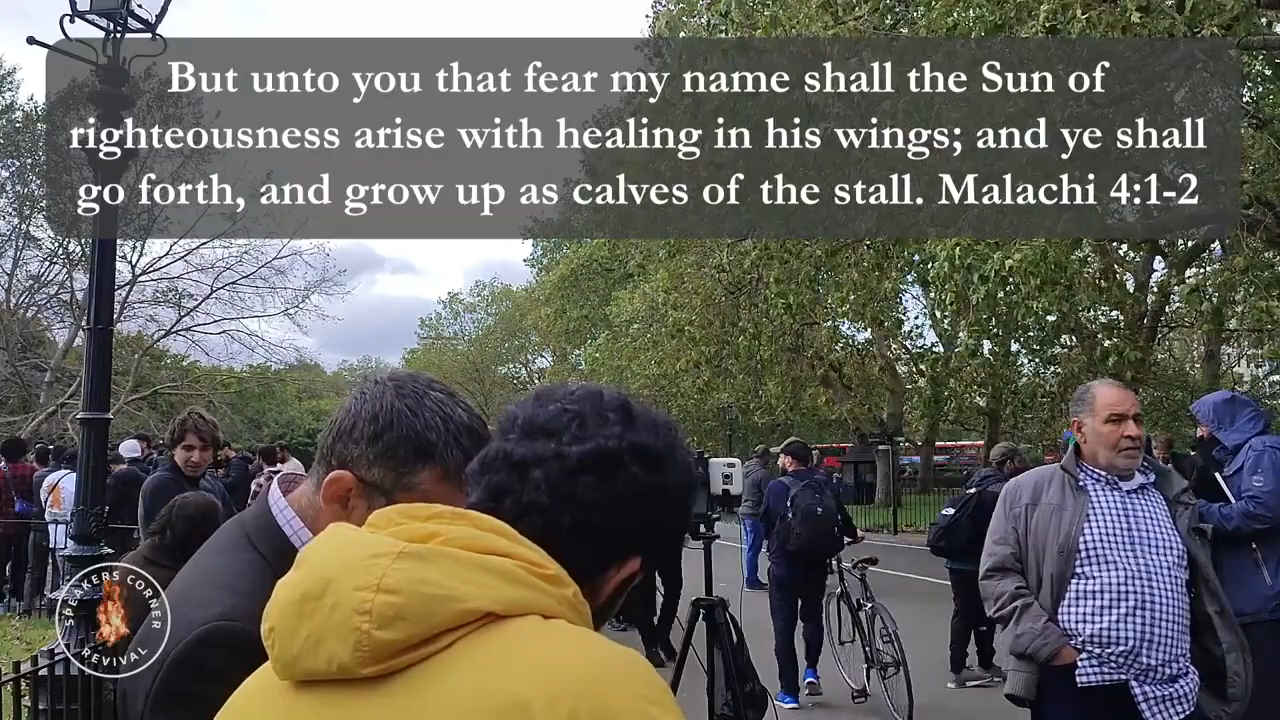 But unto you that fear my name shall the Sun of
righteousness arise with healing in his wings; and ye shall
go forth, and grow up as calves of the stall. Malachi 4:1-2
SPEAKERS CORNER
REVIVAL